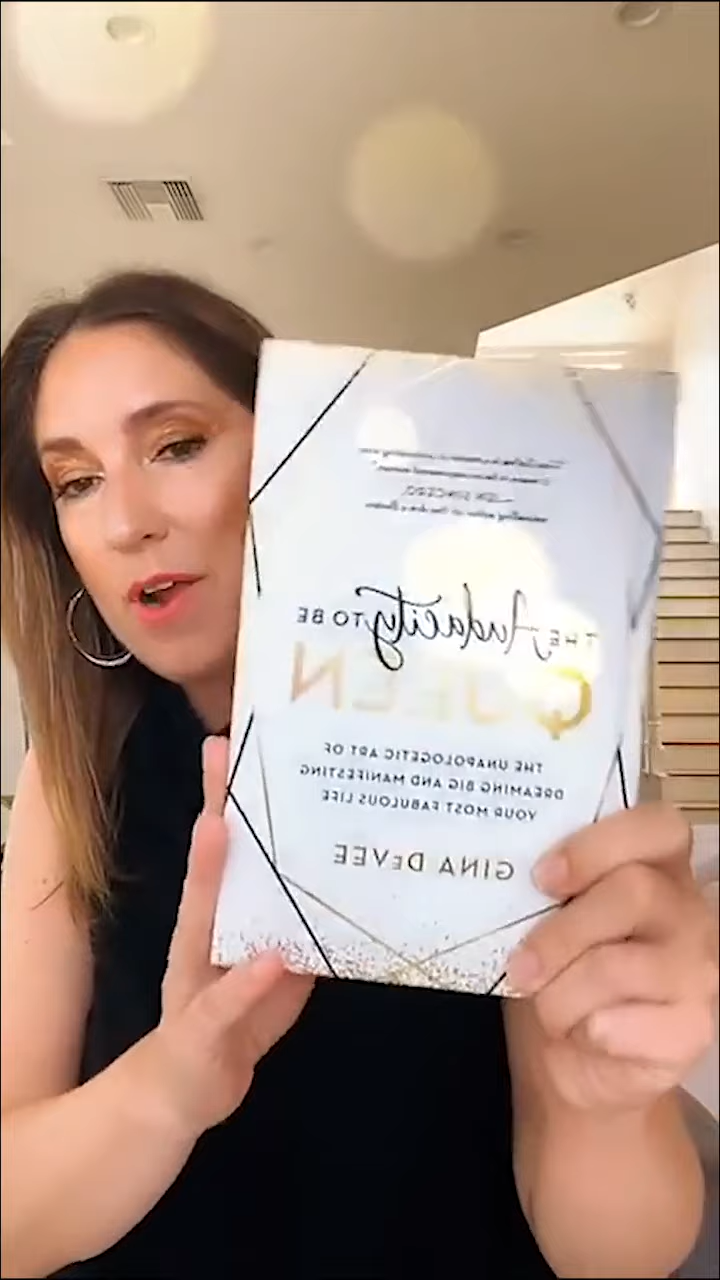 —JEN SINCERO,
THE Audacity TO BE
QUEEN
THE UNAPOLOGETIC ART OF
DREAMING BIG AND MANIFESTING
YOUR MOST FABULOUS LIFE
GINA DEVEE